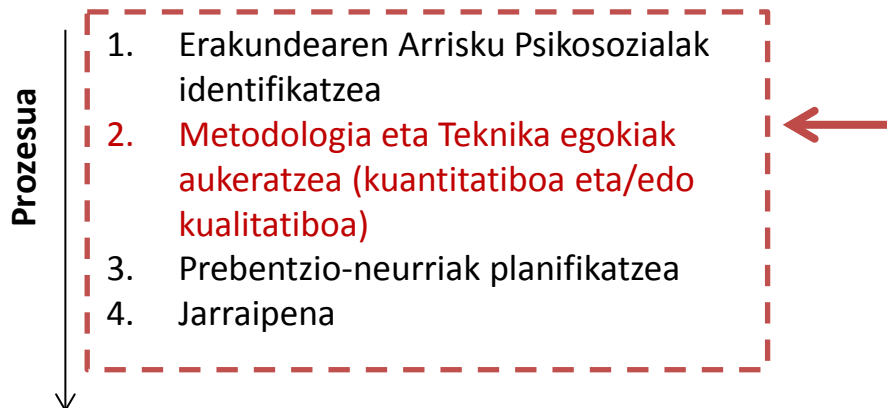 Prozesua
1. Erakundearen Arrisku Psikosozialak
identifikatzea
2. Metodologia eta Teknika egokiak
aukeratzea (kuantitatiboa eta/edo
kualitatiboa)
3. Prebentzio-neurriak planifikatzea
4. Jarraipena